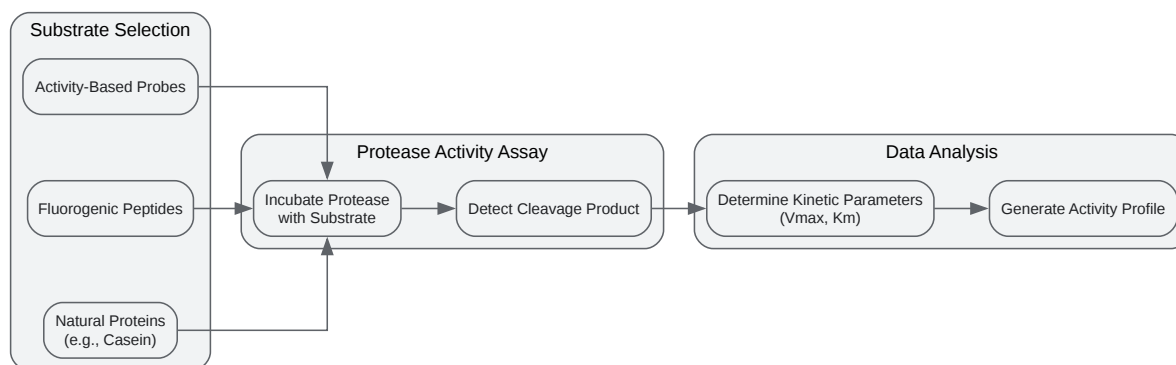 Substrate Selection
Activity-Based Probes
Fluorogenic Peptides
Natural Proteins
(e.g., Casein)
Protease Activity Assay
Incubate Protease
with Substrate
Detect Cleavage Product
Data Analysis
Determine Kinetic Parameters
(Vmax, Km)
Generate Activity Profile